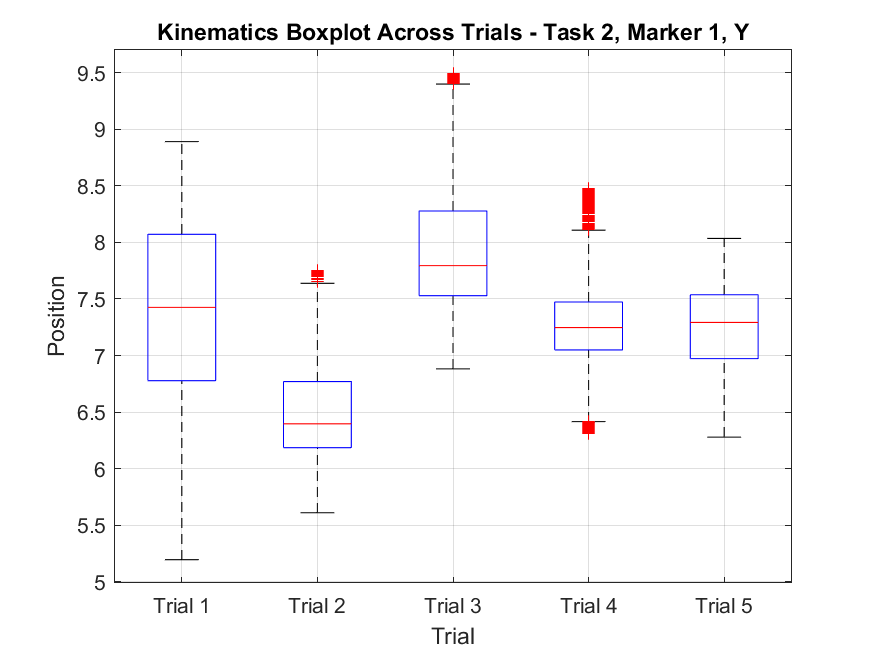 Kinematics Boxplot Across Trials - Task 2, Marker 1, Y
9.5
9
8.5
8
7.5
7
6.5
6
5.5
5
Position
Trial 1 Trial 2 Trial 3 Trial 4 Trial 5
Trial